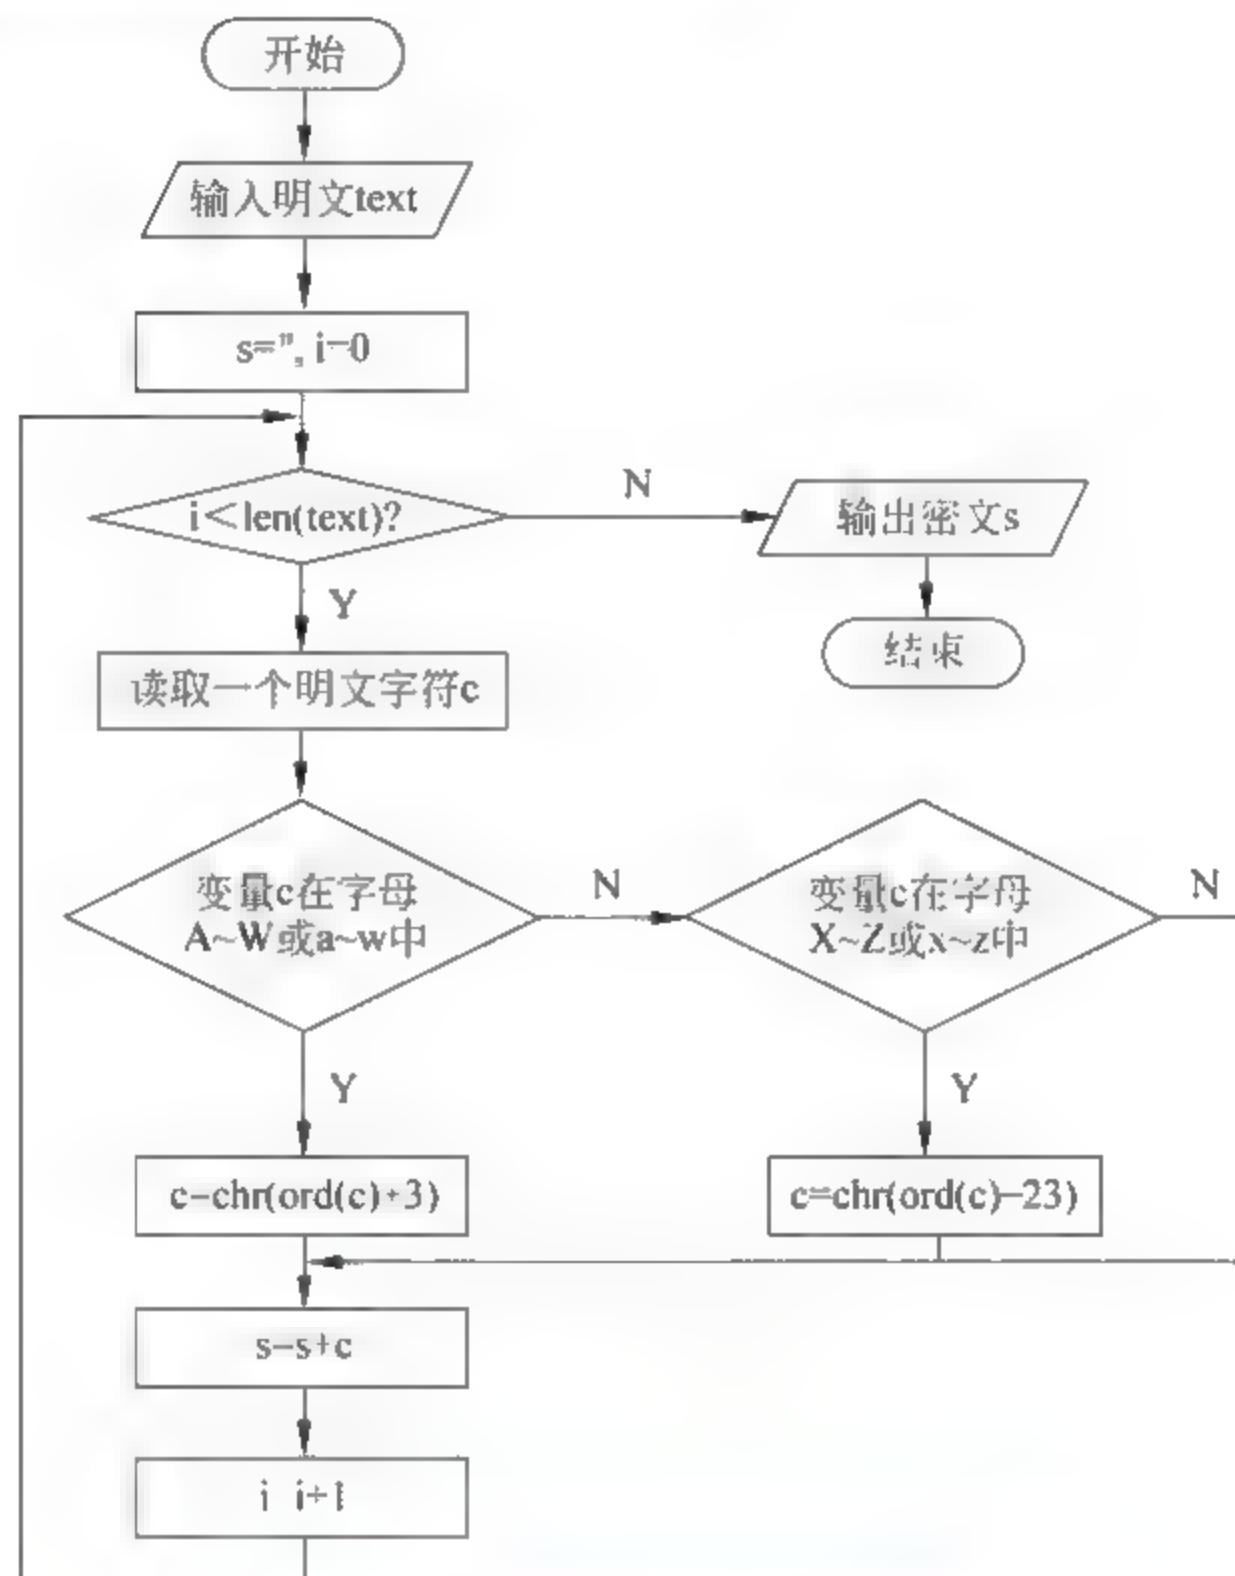 开始
输入明文text
s='', i=0
i<len(text)?
N
输出密文s
Y
结束
读取一个明文字符c
变量c在字母
A~W或a~w中
N
变量c在字母
X~Z或x~z中
N
Y
Y
c=chr(ord(c)+3)
c=chr(ord(c)-23)
s=s+c
i i+1